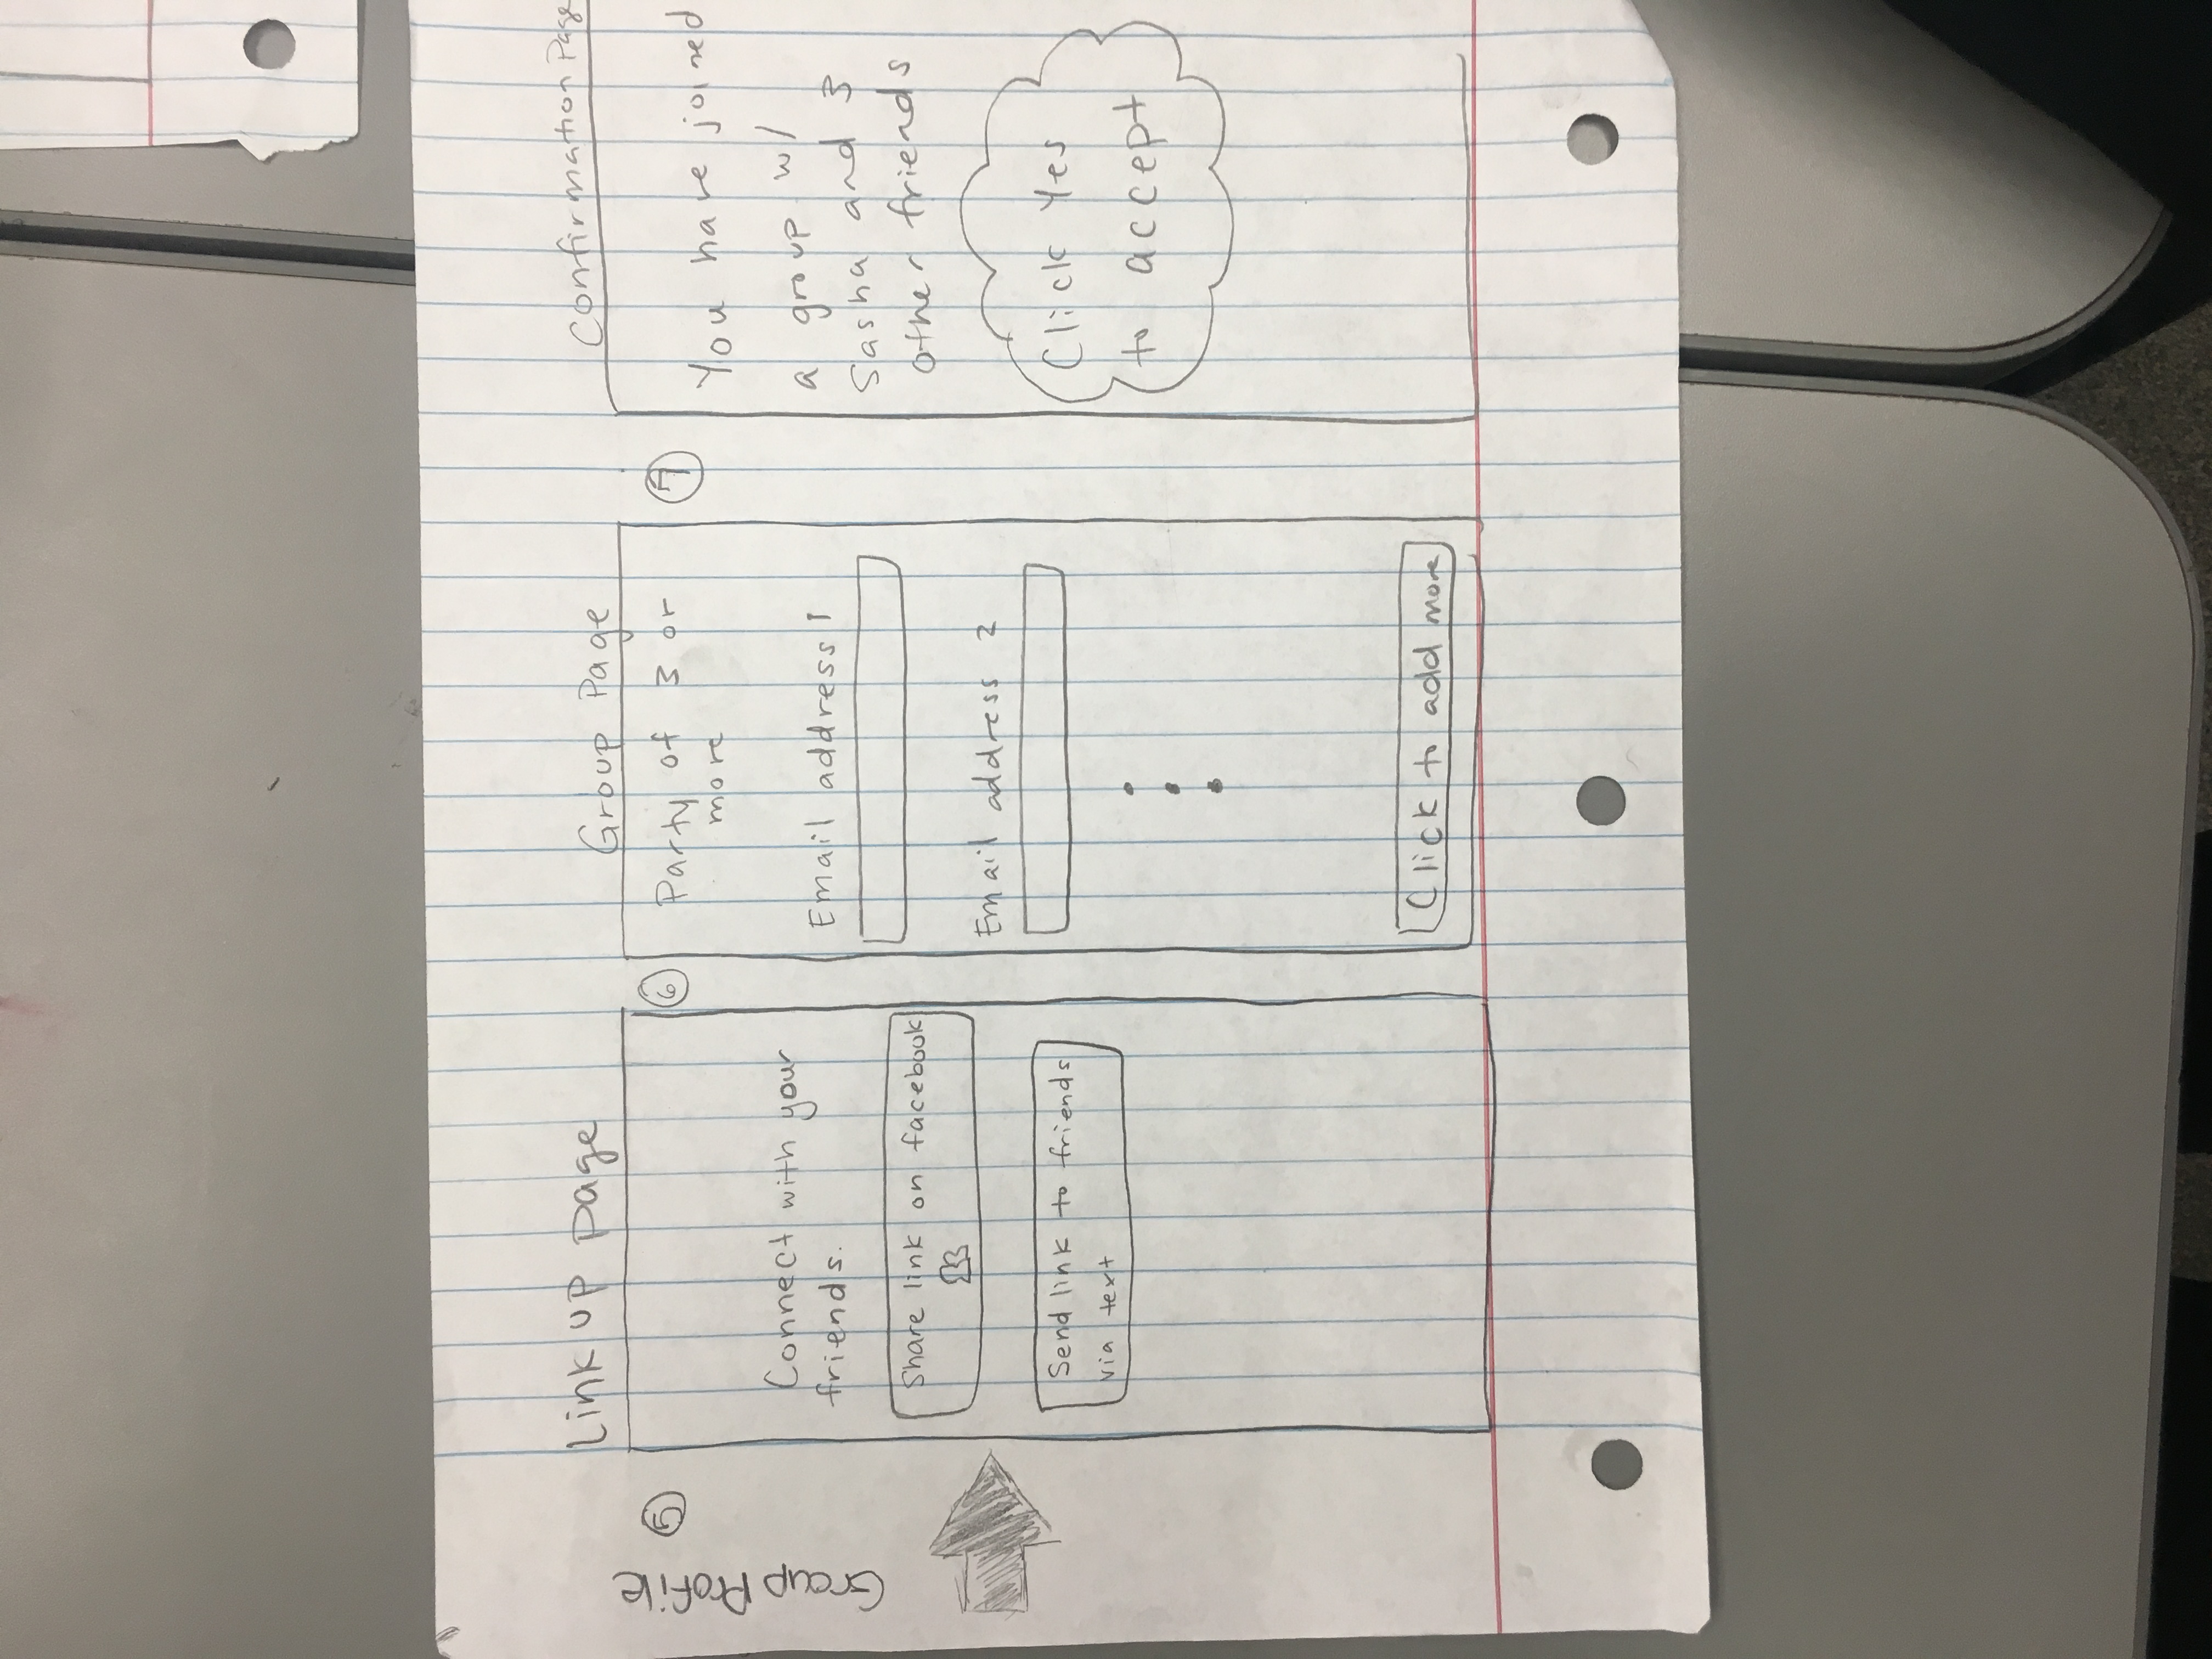 Group Profile
5
Link up page
Connect with your
friends.
Share link on facebook
Send link to friends
via text
6
Group Page
Party of 3 or
more
Email address 1
Email address 2
Click to add more
7
Confirmation Page
You have joined
a group w/
Sasha and 3
other friends
Click Yes
to accept